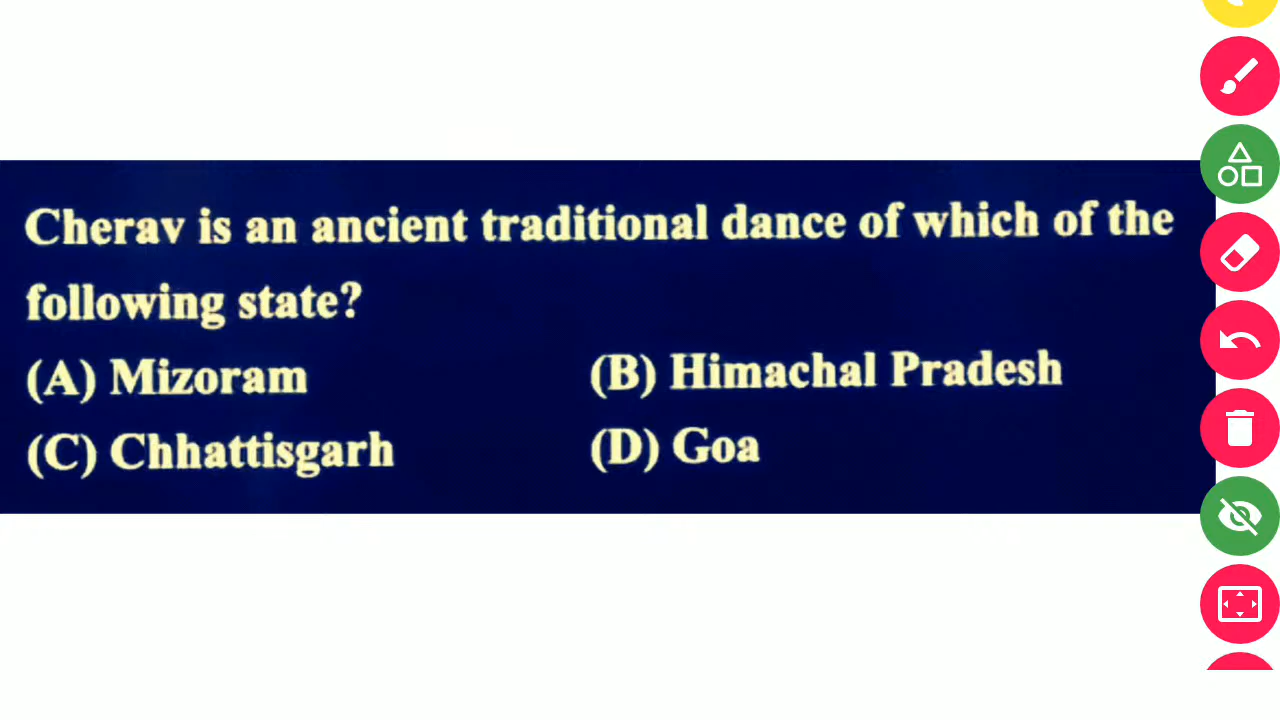 Cherav is an ancient traditional dance of which of the
following state?
(A) Mizoram (B) Himachal Pradesh
(C) Chhattisgarh (D) Goa